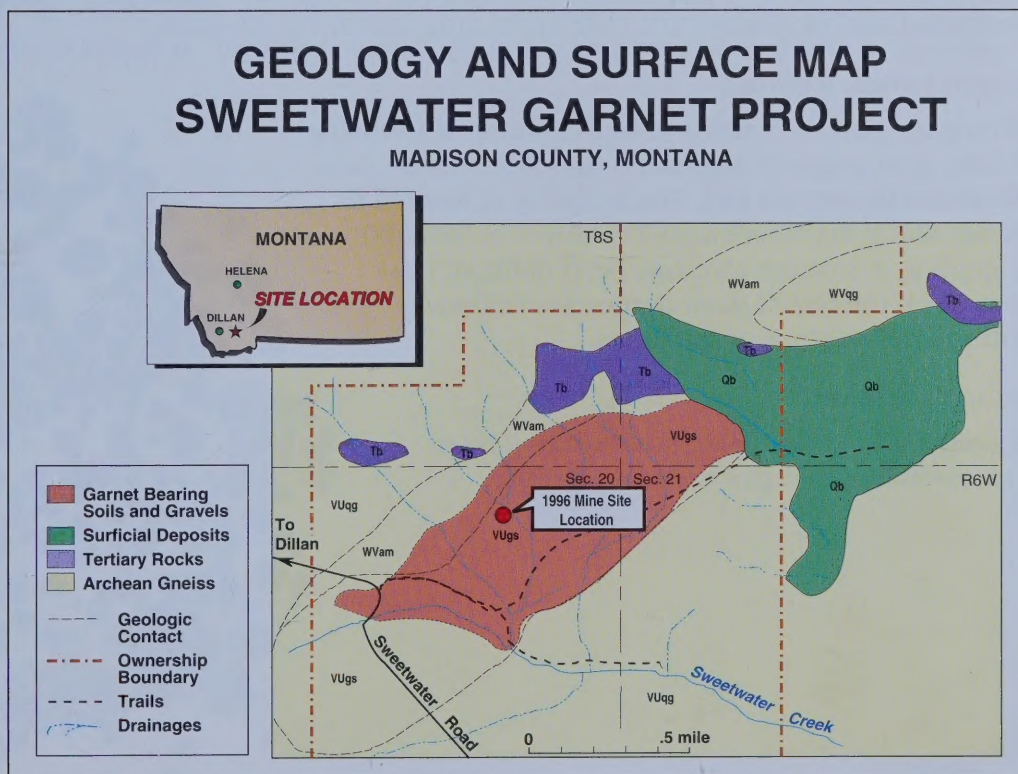 GEOLOGY AND SURFACE MAP
SWEETWATER GARNET PROJECT
MADISON COUNTY, MONTANA
MONTANA
HELENA
SITE LOCATION
DILLAN
T8S
WVam
WVqg
Tb
Tb
Tb
Tb
Qb
Qb
WVam
VUgs
Tb
Tb
Sec. 20
Sec. 21
R6W
Qb
VUqg
1996 Mine Site
Location
VUgs
To
Dillan
WVam
Sweetwater Road
VUgs
VUqg
Sweetwater Creek
0
.5 mile
Garnet Bearing
Soils and Gravels
Surficial Deposits
Tertiary Rocks
Archean Gneiss
Geologic
Contact
Ownership
Boundary
Trails
Drainages